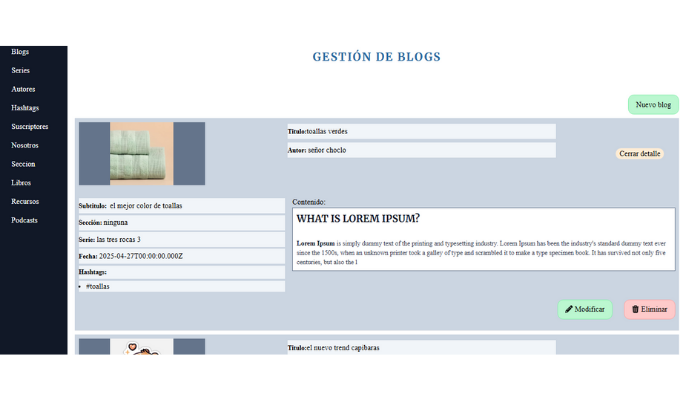 Blogs
Series
Autores
Hashtags
Suscriptores
Nosotros
Seccion
Libros
Recursos
Podcasts
GESTIÓN DE BLOGS
Nuevo blog
Titulo:toallas verdes
Autor: señor choclo
Cerrar detalle
Subtitulo: el mejor color de toallas
Sección: ninguna
Serie: las tres rocas 3
Fecha: 2025-04-27T00:00:00.000Z
Hashtags:
• #toallas
Contenido:
WHAT IS LOREM IPSUM?
Lorem Ipsum is simply dummy text of the printing and typesetting industry. Lorem Ipsum has been the industry's standard dummy text ever
since the 1500s, when an unknown printer took a galley of type and scrambled it to make a type specimen book. It has survived not only five
centuries, but also the l
Modificar
Eliminar
Titulo:el nuevo trend capibaras